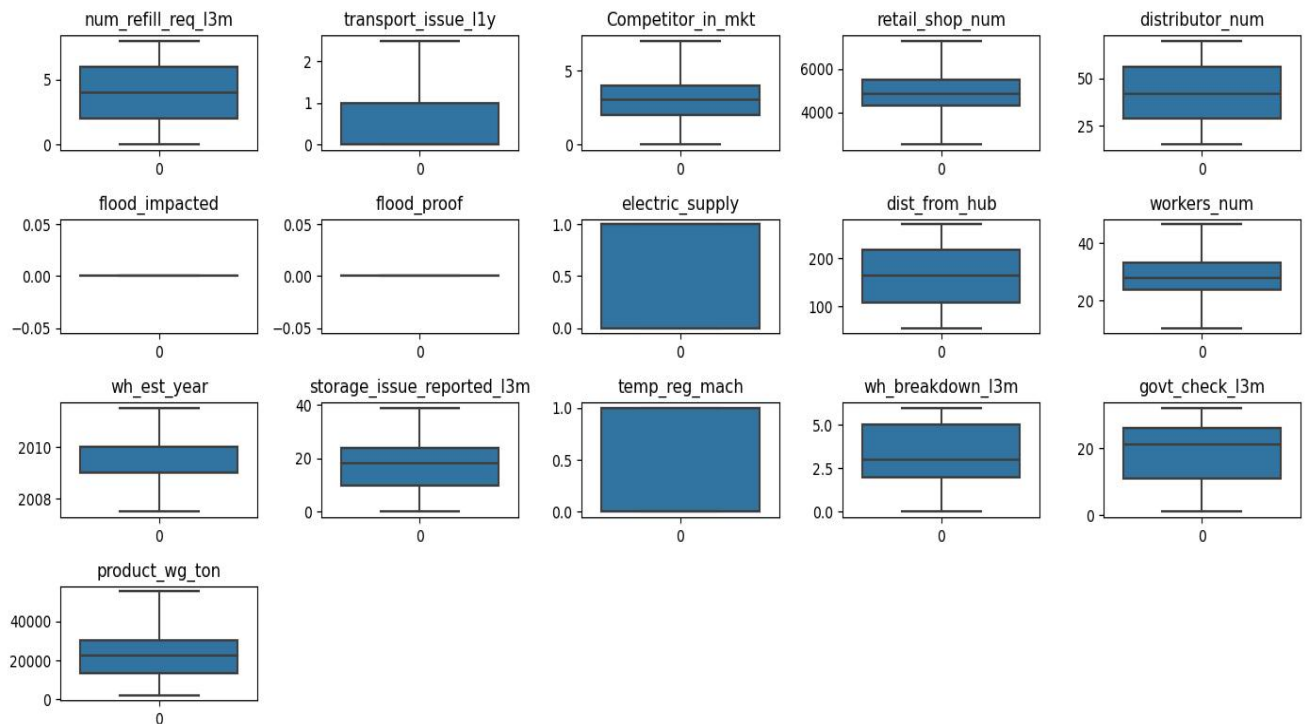 num_refill_req_l3m transport_issue_l1y Competitor_in_mkt retail_shop_num distributor_num
5 2 5 6000 50
1 4000 25
0 0 0
0 0 0 0 0
flood_impacted flood_proof electric_supply dist_from_hub workers_num
0.05 0.05 1.0 200 40
0.00 0.00 0.5 100 20
−0.05 −0.05 0.0
0 0 0 0 0
wh_est_year storage_issue_reported_l3m temp_reg_mach wh_breakdown_l3m govt_check_l3m
2010 40 1.0 5.0 20
2008 20 0.5 2.5 0
0 0.0 0.0
0 0 0 0 0
product_wg_ton
40000
20000
0
0